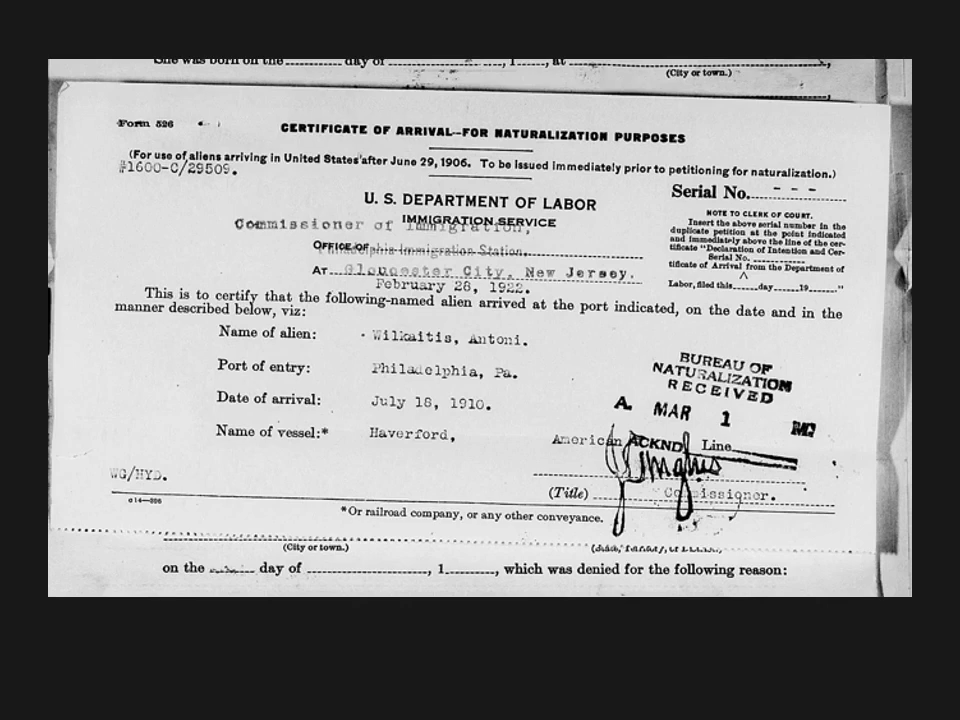 She was born on the day of , 1 , at ,
(City or town.)
Form 526
CERTIFICATE OF ARRIVAL—FOR NATURALIZATION PURPOSES
(For use of aliens arriving in United States after June 29, 1906. To be issued immediately prior to petitioning for naturalization.)
#1600-C/29509.
Serial No. - - -
U. S. DEPARTMENT OF LABOR
IMMIGRATION SERVICE
Commissioner of Immigration,
OFFICE OF Philadelphia Immigration Station.
AT Gloucester City, New Jersey.
February 28, 1922.
NOTE TO CLERK OF COURT.
Insert the above serial number in the
duplicate petition at the point indicated
and immediately above the line of the cer-
tificate "Declaration of Intention and Cer-
Serial No.
tificate of Arrival from the Department of
^
Labor, filed this day , 19 "
This is to certify that the following-named alien arrived at the port indicated, on the date and in the
manner described below, viz:
Name of alien: Wilkaitis, Antoni.
Port of entry: Philadelphia, Pa.
Date of arrival: July 18, 1910.
Name of vessel:* Haverford, American Line
BUREAU OF
NATURALIZATION
RECEIVED
A. MAR 1
ACKND
WG/HYD.
(Title) Commissioner.
*Or railroad company, or any other conveyance.
(City or town.)
on the day of , 1 , which was denied for the following reason: